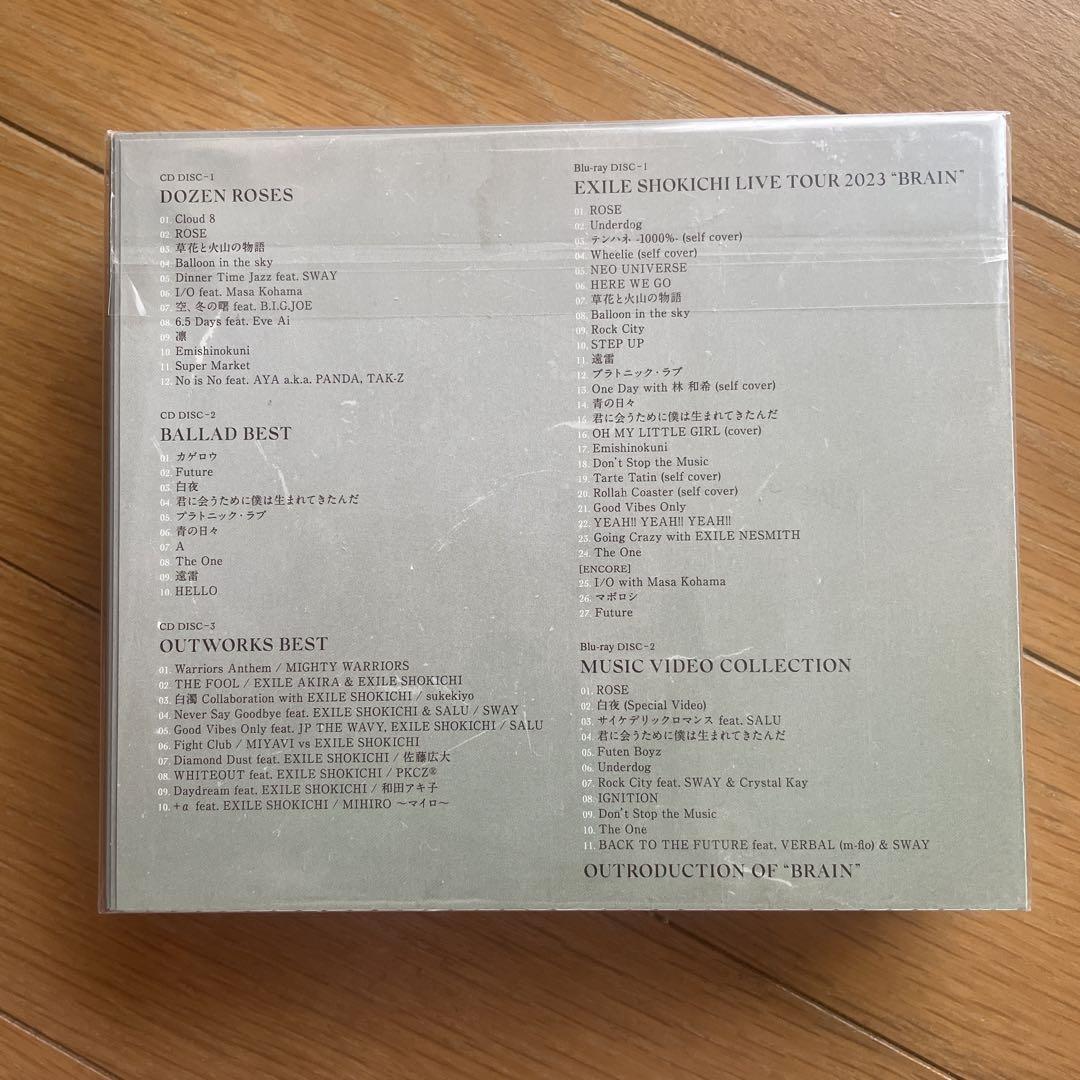 CD DISC-1
DOZEN ROSES
01. Cloud 8
02. ROSE
03. 草花と火山の物語
04. Balloon in the sky
05. Dinner Time Jazz feat. SWAY
06. I/O feat. Masa Kohama
07. 空、冬の曙 feat. B.I.G.JOE
08. 6.5 Days feat. Eve Ai
09. 凛
10. Emishinokuni
11. Super Market
12. No is No feat. AYA a.k.a. PANDA, TAK-Z
CD DISC-2
BALLAD BEST
01. カゲロウ
02. Future
03. 白夜
04. 君に会うために僕は生まれてきたんだ
05. プラトニック・ラブ
06. 青の日々
07. A
08. The One
09. 遠雷
10. HELLO
CD DISC-3
OUTWORKS BEST
01. Warriors Anthem / MIGHTY WARRIORS
02. THE FOOL / EXILE AKIRA & EXILE SHOKICHI
03. 白濁 Collaboration with EXILE SHOKICHI / sukekiyo
04. Never Say Goodbye feat. EXILE SHOKICHI & SALU / SWAY
05. Good Vibes Only feat. JP THE WAVY, EXILE SHOKICHI / SALU
06. Fight Club / MIYAVI vs EXILE SHOKICHI
07. Diamond Dust feat. EXILE SHOKICHI / 佐藤広大
08. WHITEOUT feat. EXILE SHOKICHI / PKCZ®
09. Daydream feat. EXILE SHOKICHI / 和田アキ子
10. +α feat. EXILE SHOKICHI / MIHIRO ～マイロ～
Blu-ray DISC-1
EXILE SHOKICHI LIVE TOUR 2023 “BRAIN”
01. ROSE
02. Underdog
03. テンハネ -1000%- (self cover)
04. Wheelie (self cover)
05. NEO UNIVERSE
06. HERE WE GO
07. 草花と火山の物語
08. Balloon in the sky
09. Rock City
10. STEP UP
11. 遠雷
12. プラトニック・ラブ
13. One Day with 林 和希 (self cover)
14. 青の日々
15. 君に会うために僕は生まれてきたんだ
16. OH MY LITTLE GIRL (cover)
17. Emishinokuni
18. Don't Stop the Music
19. Tarte Tatin (self cover)
20. Rollah Coaster (self cover)
21. Good Vibes Only
22. YEAH!! YEAH!! YEAH!!
23. Going Crazy with EXILE NESMITH
24. The One
[ENCORE]
25. I/O with Masa Kohama
26. マボロシ
27. Future
Blu-ray DISC-2
MUSIC VIDEO COLLECTION
01. ROSE
02. 白夜 (Special Video)
03. サイケデリックロマンス feat. SALU
04. 君に会うために僕は生まれてきたんだ
05. Futen Boyz
06. Underdog
07. Rock City feat. SWAY & Crystal Kay
08. IGNITION
09. Don't Stop the Music
10. The One
11. BACK TO THE FUTURE feat. VERBAL (m-flo) & SWAY
OUTRODUCTION OF “BRAIN”